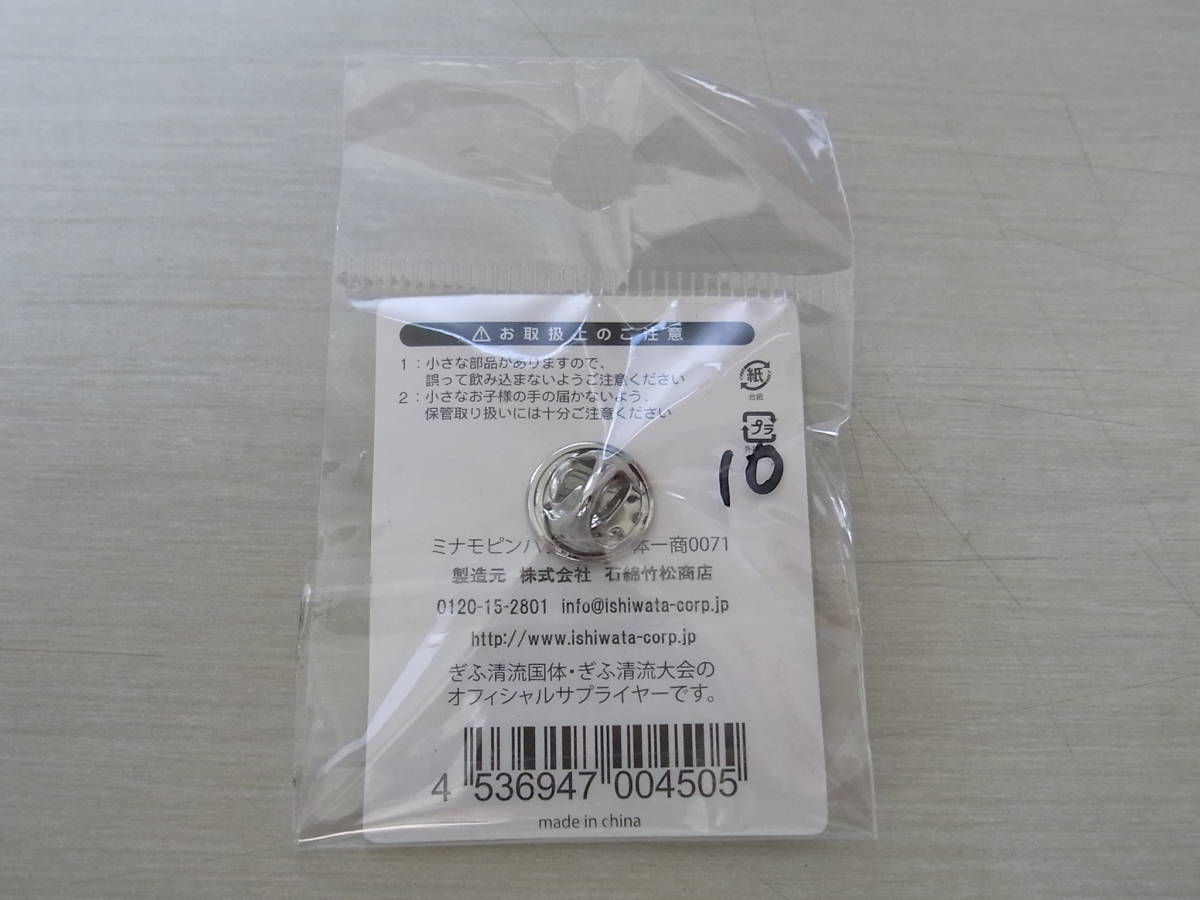 ⚠お取扱上のご注意
1：小さな部品がありますので、
誤って飲み込まないようご注意ください
2：小さなお子様の手の届かないよう、
保管取り扱いには十分ご注意ください
紙
台紙
プラ
10
ミナモピンバ 体一商0071
製造元 株式会社 石綿竹松商店
0120-15-2801 info@ishiwata-corp.jp
http://www.ishiwata-corp.jp
ぎふ清流国体・ぎふ清流大会の
オフィシャルサプライヤーです。
4 536947 004505
made in china